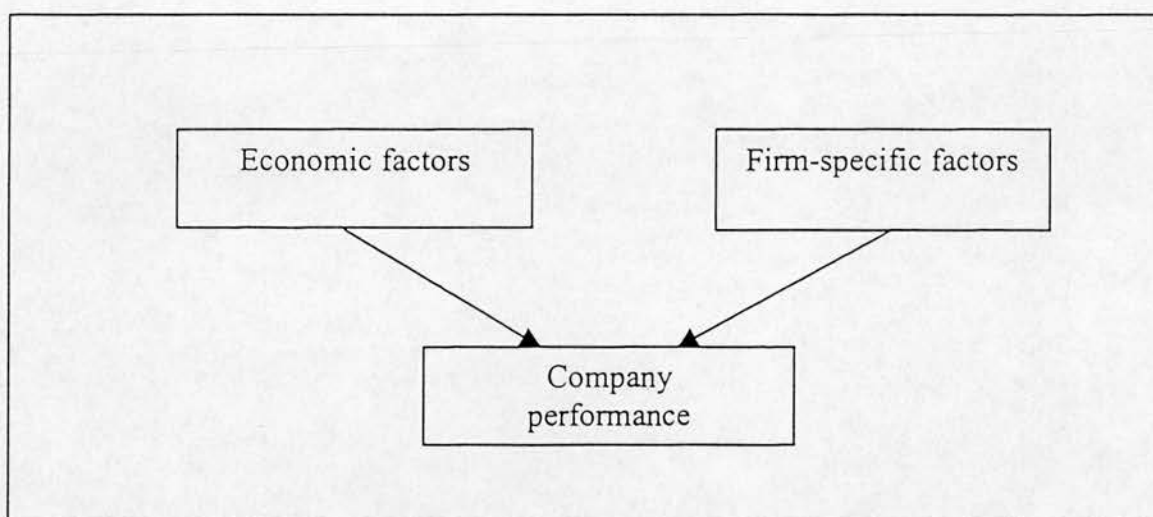 Economic factors
Firm-specific factors
Company
performance